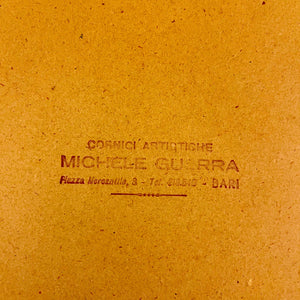 CORNICI ARTISTICHE
MICHELE GUERRA
Piazza Mercantile, 3 - Tel. - BARI